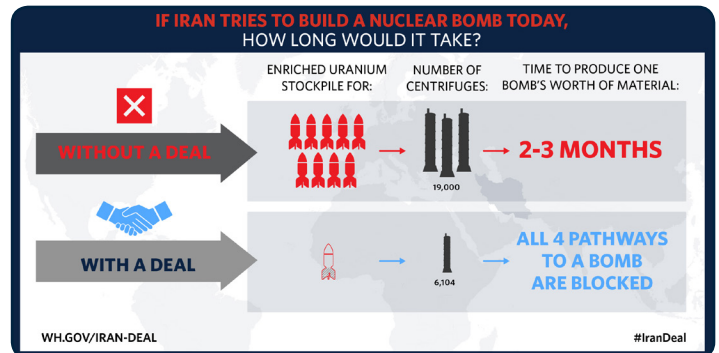 IF IRAN TRIES TO BUILD A NUCLEAR BOMB TODAY,
HOW LONG WOULD IT TAKE?
ENRICHED URANIUM
STOCKPILE FOR:
NUMBER OF
CENTRIFUGES:
TIME TO PRODUCE ONE
BOMB'S WORTH OF MATERIAL:
WITHOUT A DEAL
19,000
2-3 MONTHS
WITH A DEAL
6,104
ALL 4 PATHWAYS
TO A BOMB
ARE BLOCKED
WH.GOV/IRAN-DEAL
#IranDeal